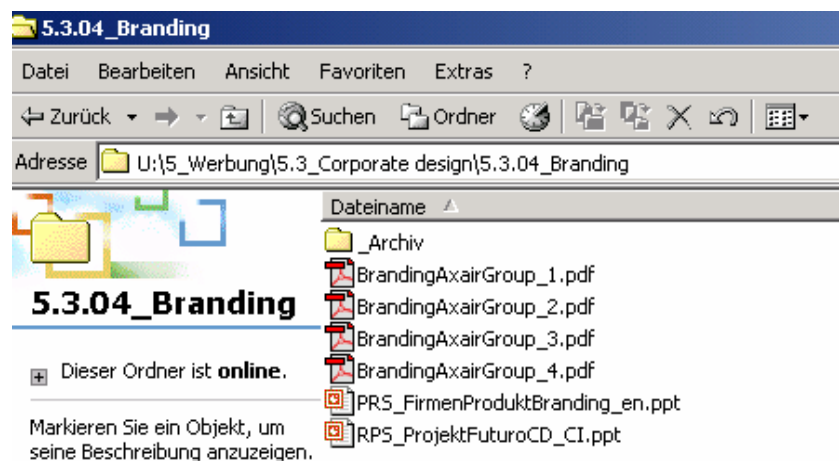 5.3.04_Branding
Datei Bearbeiten Ansicht Favoriten Extras ?
Zurück Suchen Ordner
Adresse U:\5_Werbung\5.3_Corporate design\5.3.04_Branding
Dateiname
_Archiv
BrandingAxairGroup_1.pdf
BrandingAxairGroup_2.pdf
BrandingAxairGroup_3.pdf
BrandingAxairGroup_4.pdf
PRS_FirmenProduktBranding_en.ppt
RPS_ProjektFuturoCD_CI.ppt
5.3.04_Branding
Dieser Ordner ist online.
Markieren Sie ein Objekt, um
seine Beschreibung anzuzeigen.